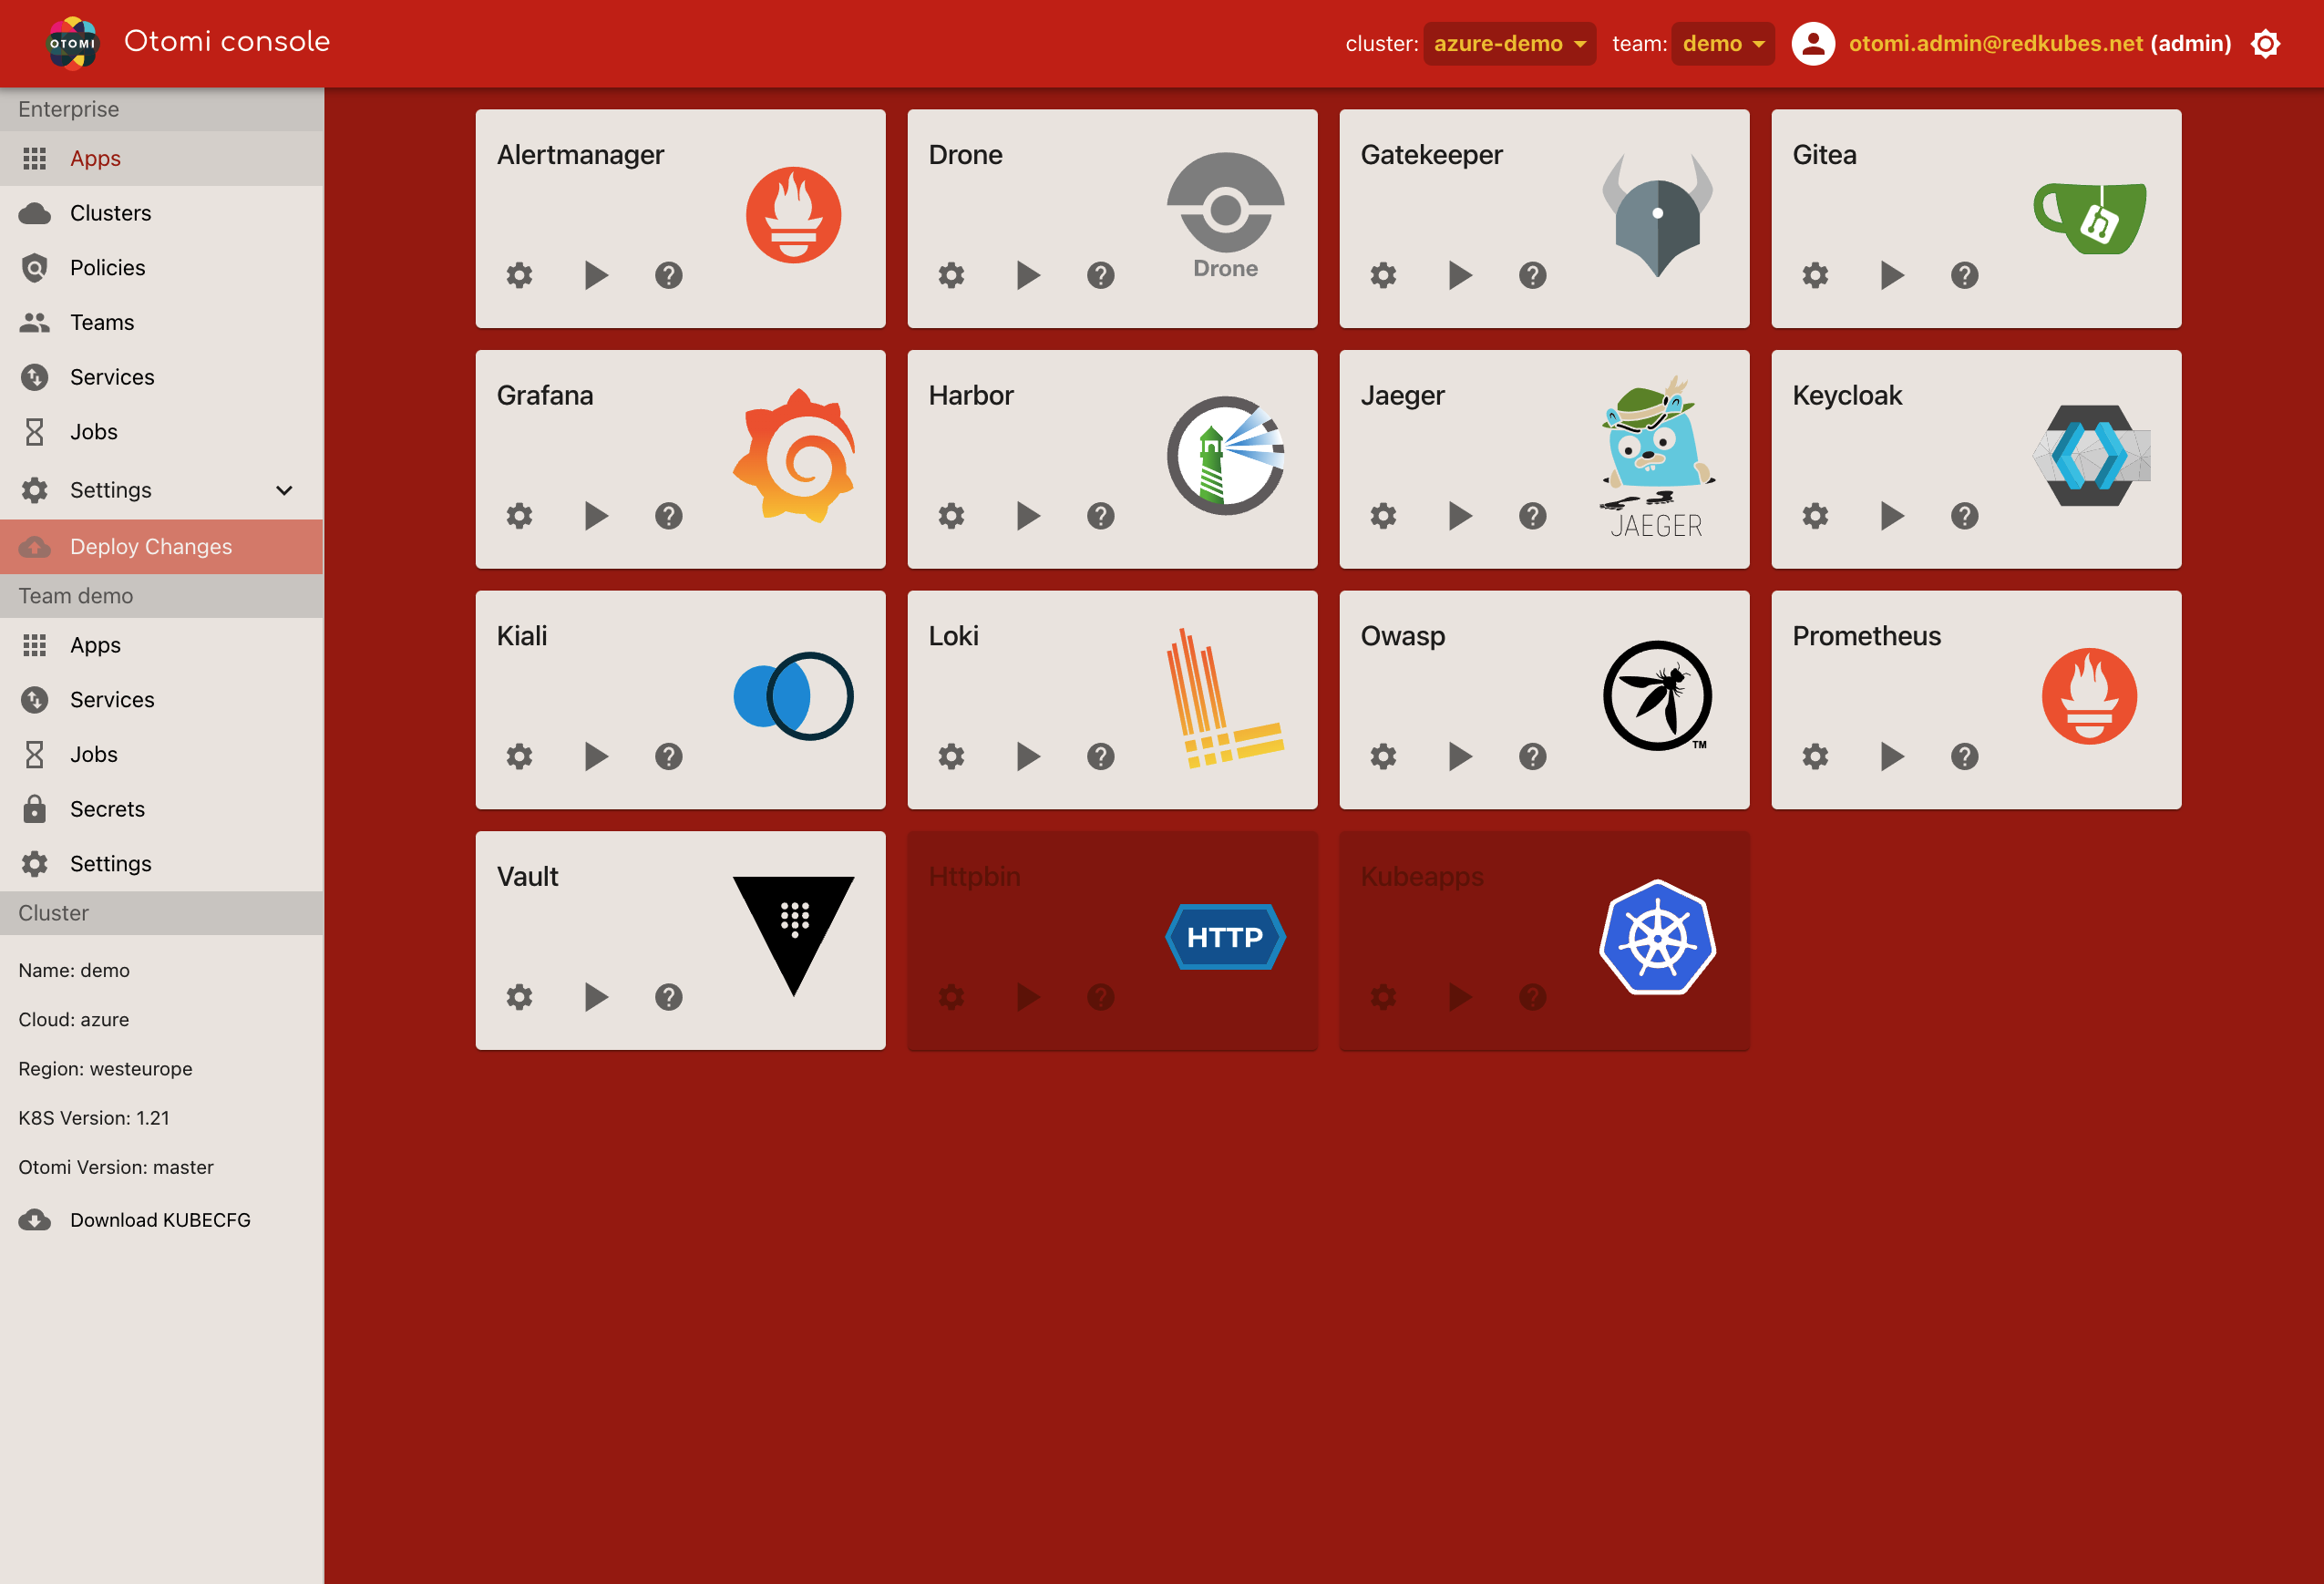 OTOMI
Otomi console
cluster: azure-demo team: demo otomi.admin@redkubes.net (admin)
Enterprise
Apps
Clusters
Policies
Teams
Services
Jobs
Settings
Deploy Changes
Team demo
Apps
Services
Jobs
Secrets
Settings
Cluster
Name: demo
Cloud: azure
Region: westeurope
K8S Version: 1.21
Otomi Version: master
Download KUBECFG
Alertmanager
Drone
Drone
Gatekeeper
Gitea
Grafana
Harbor
Jaeger
JAEGER
Keycloak
Kiali
Loki
Owasp
TM
Prometheus
Vault
Httpbin
HTTP
Kubeapps